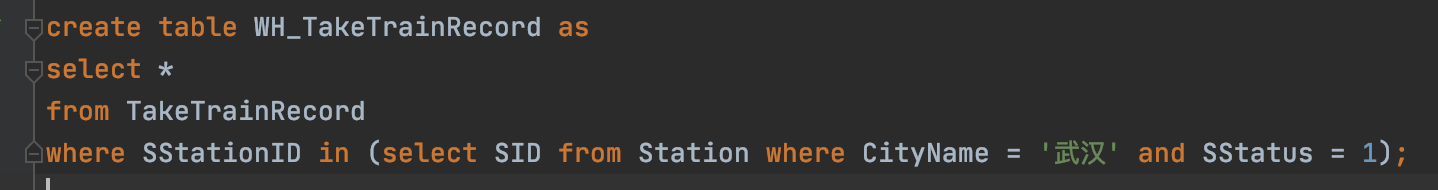 create table WH_TakeTrainRecord as
select *
from TakeTrainRecord
where SStationID in (select SID from Station where CityName = '武汉' and SStatus = 1);